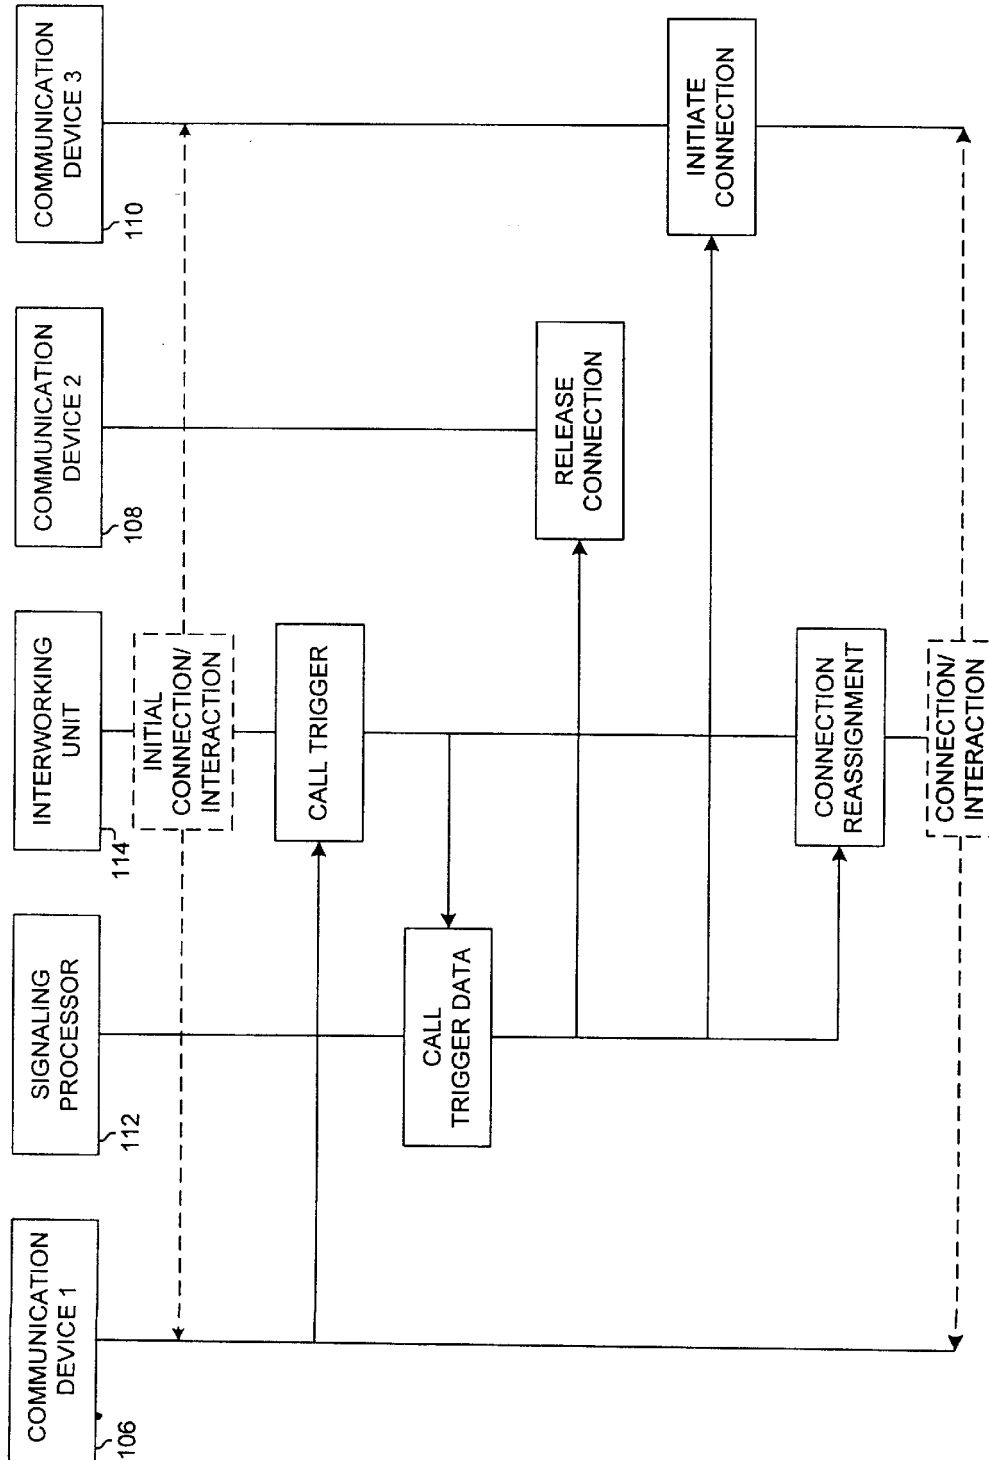 COMMUNICATION
DEVICE 1
106
SIGNALING
PROCESSOR
112
INTERWORKING
UNIT
114
COMMUNICATION
DEVICE 2
108
COMMUNICATION
DEVICE 3
110
INITIAL
CONNECTION/
INTERACTION
CALL TRIGGER
CALL
TRIGGER DATA
RELEASE
CONNECTION
INITIATE
CONNECTION
CONNECTION
REASSIGNMENT
CONNECTION/
INTERACTION